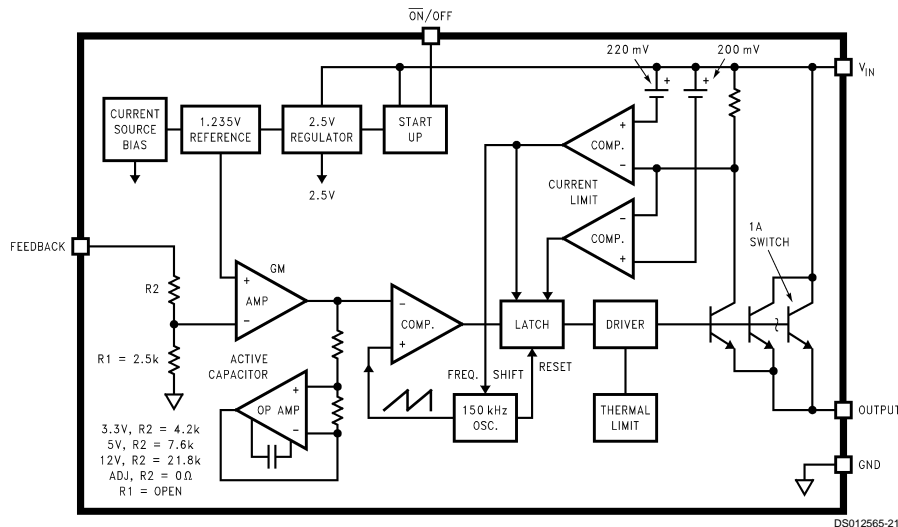 ON/OFF
220 mV
200 mV
+
+
VIN
CURRENT
SOURCE
BIAS
1.235V
REFERENCE
2.5V
REGULATOR
START
UP
2.5V
+
COMP.
−
CURRENT
LIMIT
−
COMP.
+
1A
SWITCH
FEEDBACK
R2
R1 = 2.5k
GM
+
AMP
−
ACTIVE
CAPACITOR
−
COMP.
+
LATCH
DRIVER
FREQ. SHIFT
RESET
+
OP AMP
−
150 kHz
OSC.
THERMAL
LIMIT
OUTPUT
GND
3.3V, R2 = 4.2k
5V, R2 = 7.6k
12V, R2 = 21.8k
ADJ, R2 = 0Ω
R1 = OPEN
DS012565-21